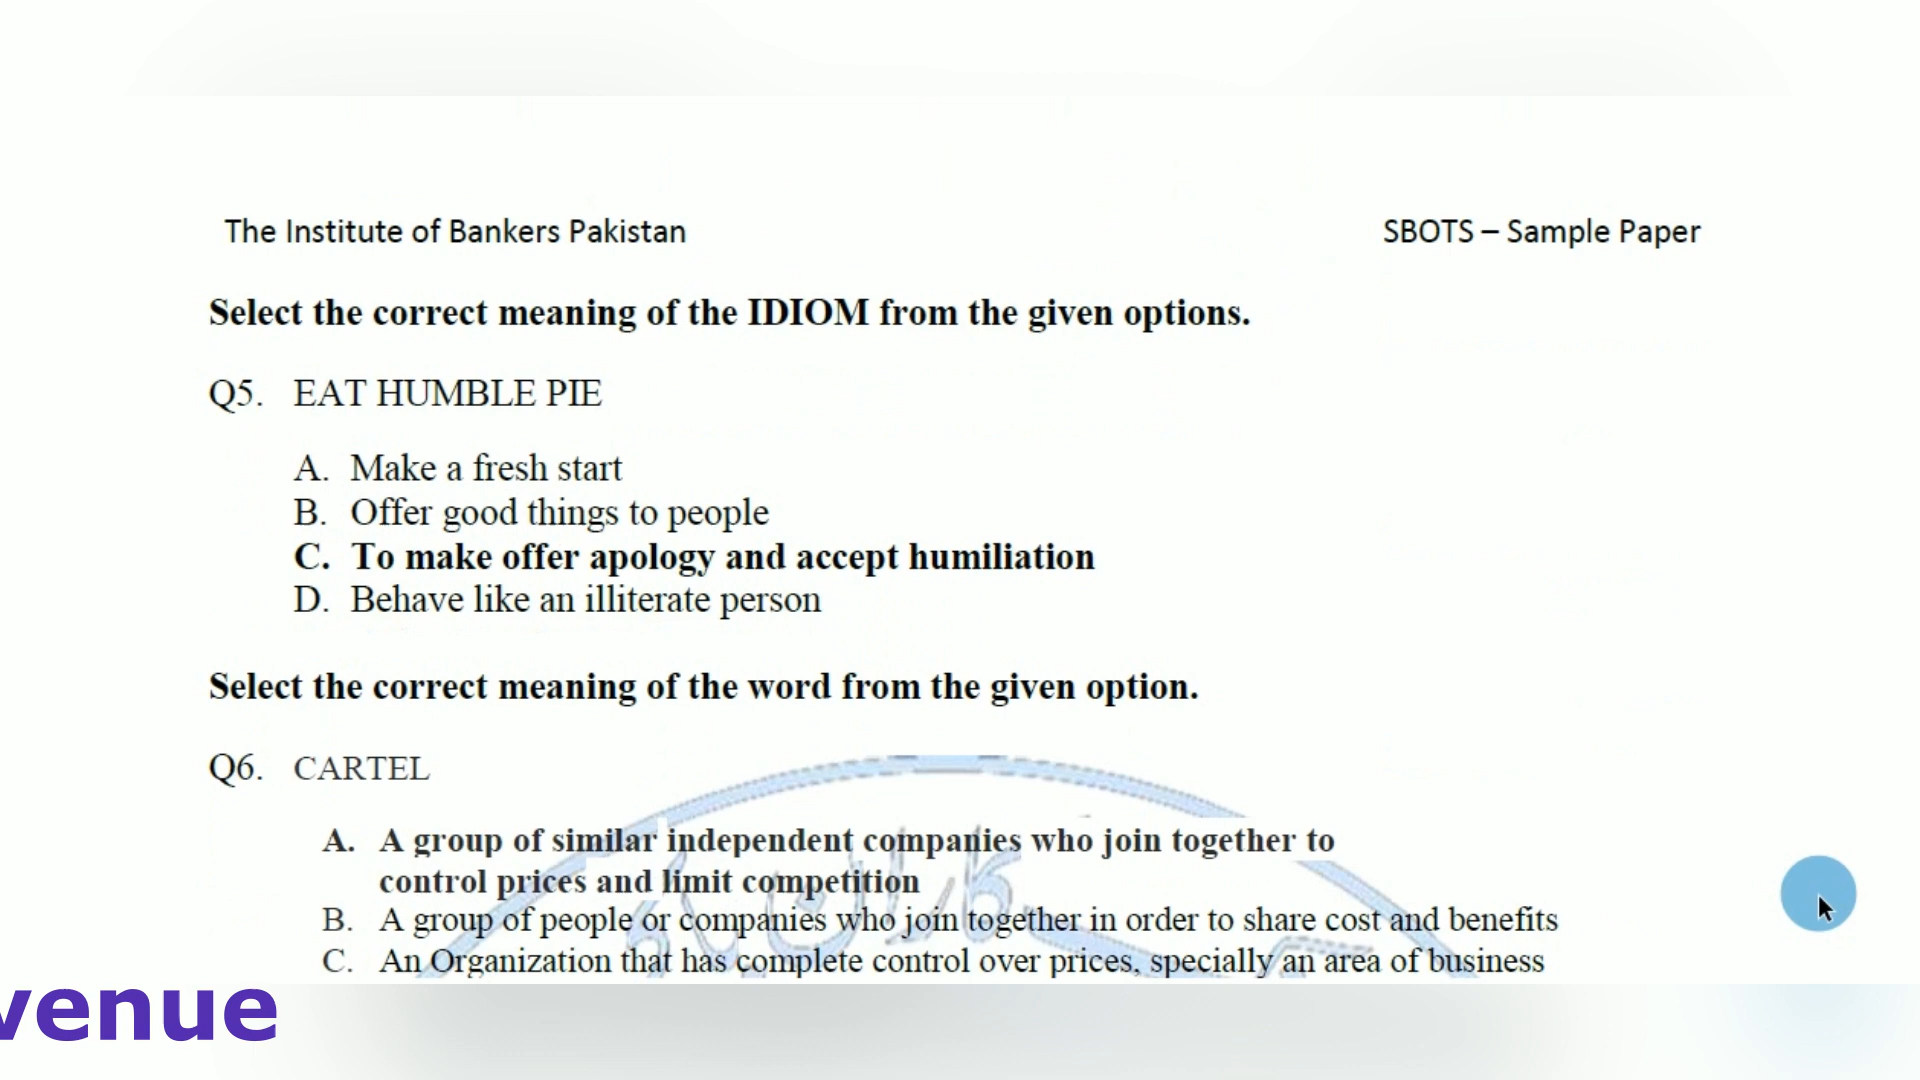 The Institute of Bankers Pakistan SBOTS – Sample Paper
Select the correct meaning of the IDIOM from the given options.
Q5. EAT HUMBLE PIE
A. Make a fresh start
B. Offer good things to people
C. To make offer apology and accept humiliation
D. Behave like an illiterate person
Select the correct meaning of the word from the given option.
Q6. CARTEL
A. A group of similar independent companies who join together to
control prices and limit competition
B. A group of people or companies who join together in order to share cost and benefits
C. An Organization that has complete control over prices, specially an area of business
venue